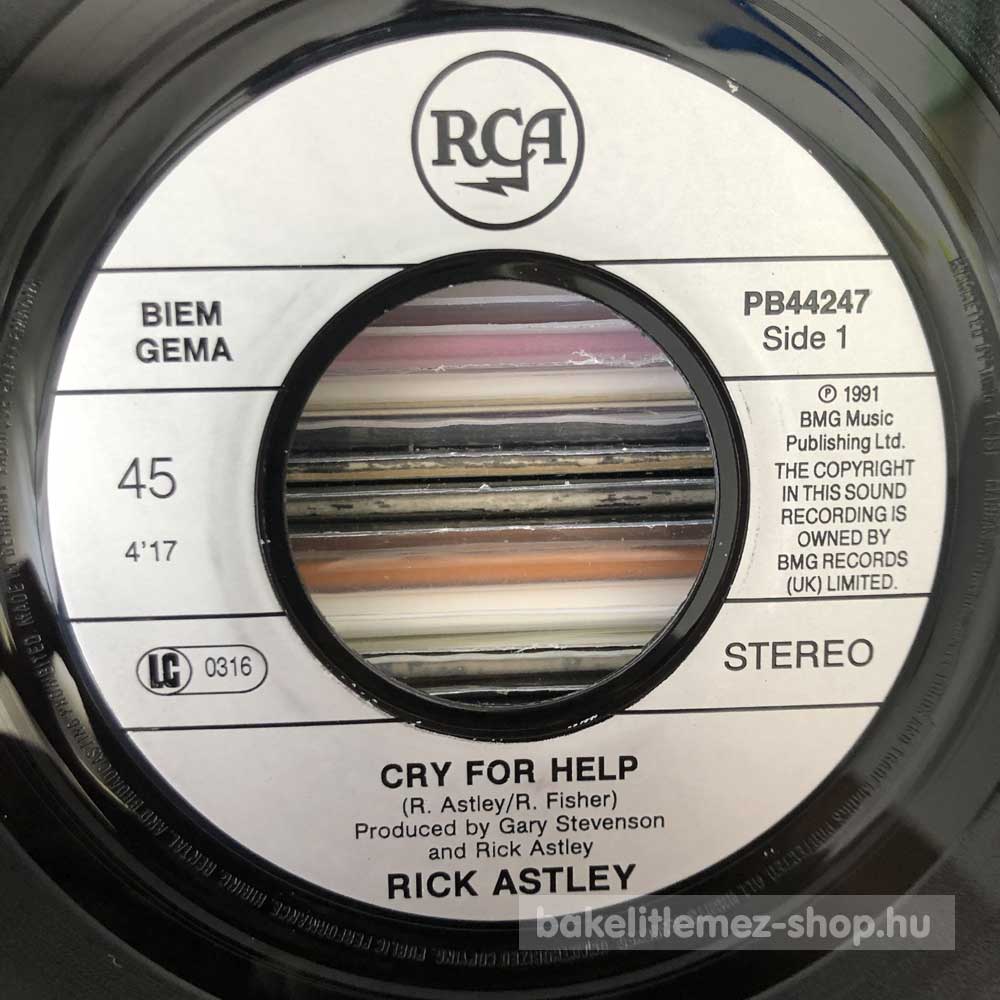 RCA
BIEM
GEMA
PB44247
Side 1
45
4'17
℗ 1991
BMG Music
Publishing Ltd.
THE COPYRIGHT
IN THIS SOUND
RECORDING IS
OWNED BY
BMG RECORDS
(UK) LIMITED.
LC 0316
STEREO
CRY FOR HELP
(R. Astley/R. Fisher)
Produced by Gary Stevenson
and Rick Astley
RICK ASTLEY
bakelitlemez-shop.hu